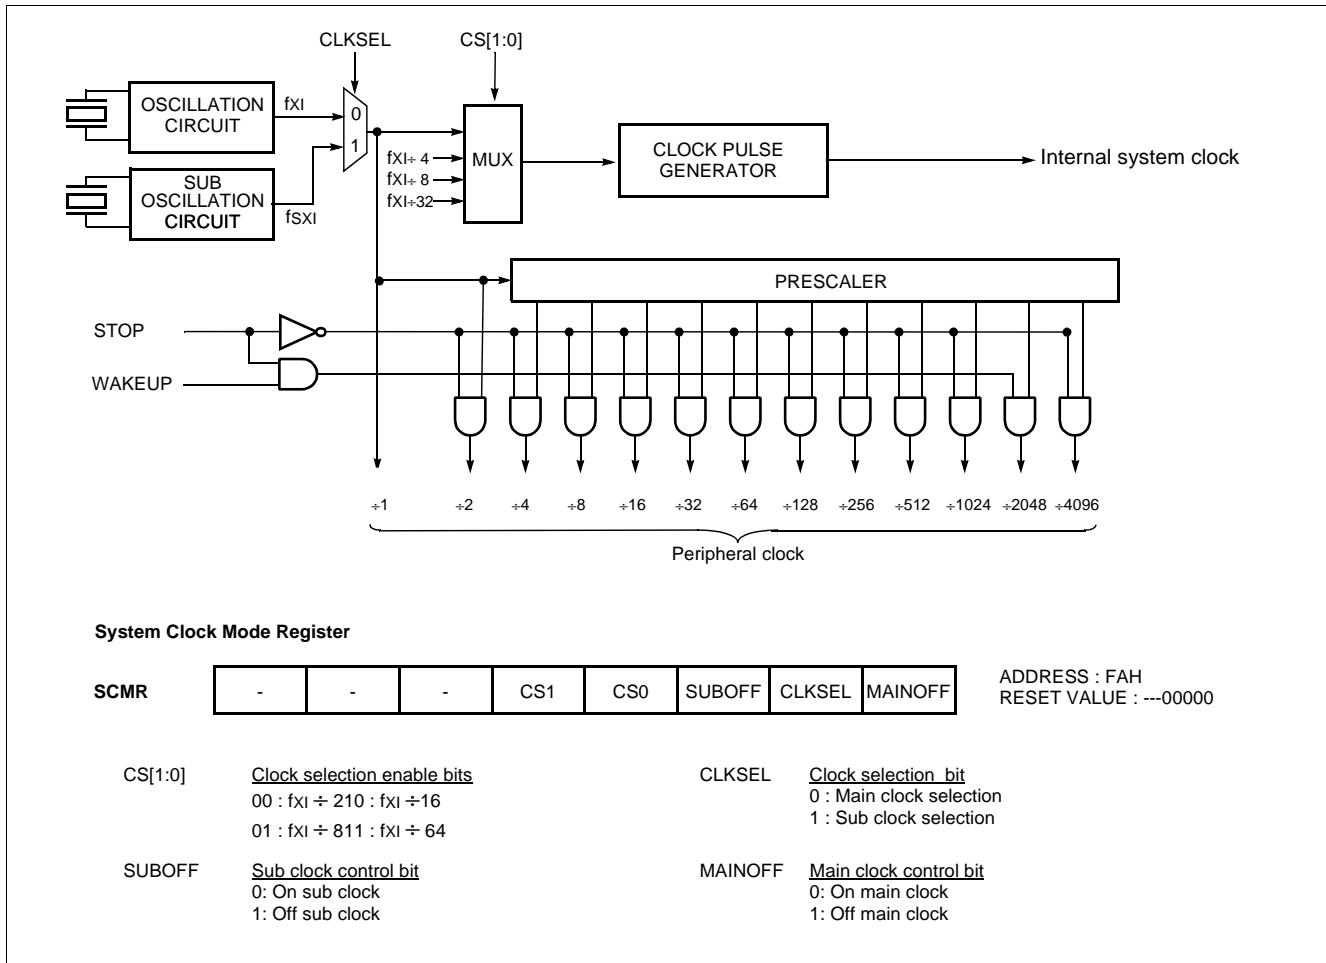 CLKSEL CS[1:0]
OSCILLATION
CIRCUIT
fXI
0
1
fXI÷ 4
fXI÷ 8
fXI÷32
MUX
CLOCK PULSE
GENERATOR
Internal system clock
SUB
OSCILLATION
CIRCUIT
fSXI
PRESCALER
STOP
WAKEUP
÷1 ÷2 ÷4 ÷8 ÷16 ÷32 ÷64 ÷128 ÷256 ÷512 ÷1024 ÷2048 ÷4096
Peripheral clock
System Clock Mode Register
SCMR - - - CS1 CS0 SUBOFF CLKSEL MAINOFF
ADDRESS : FAH
RESET VALUE : ---00000
CS[1:0] Clock selection enable bits
00 : fXI ÷ 210 : fXI ÷16
01 : fXI ÷ 811 : fXI ÷ 64
CLKSEL Clock selection bit
0 : Main clock selection
1 : Sub clock selection
SUBOFF Sub clock control bit
0: On sub clock
1: Off sub clock
MAINOFF Main clock control bit
0: On main clock
1: Off main clock